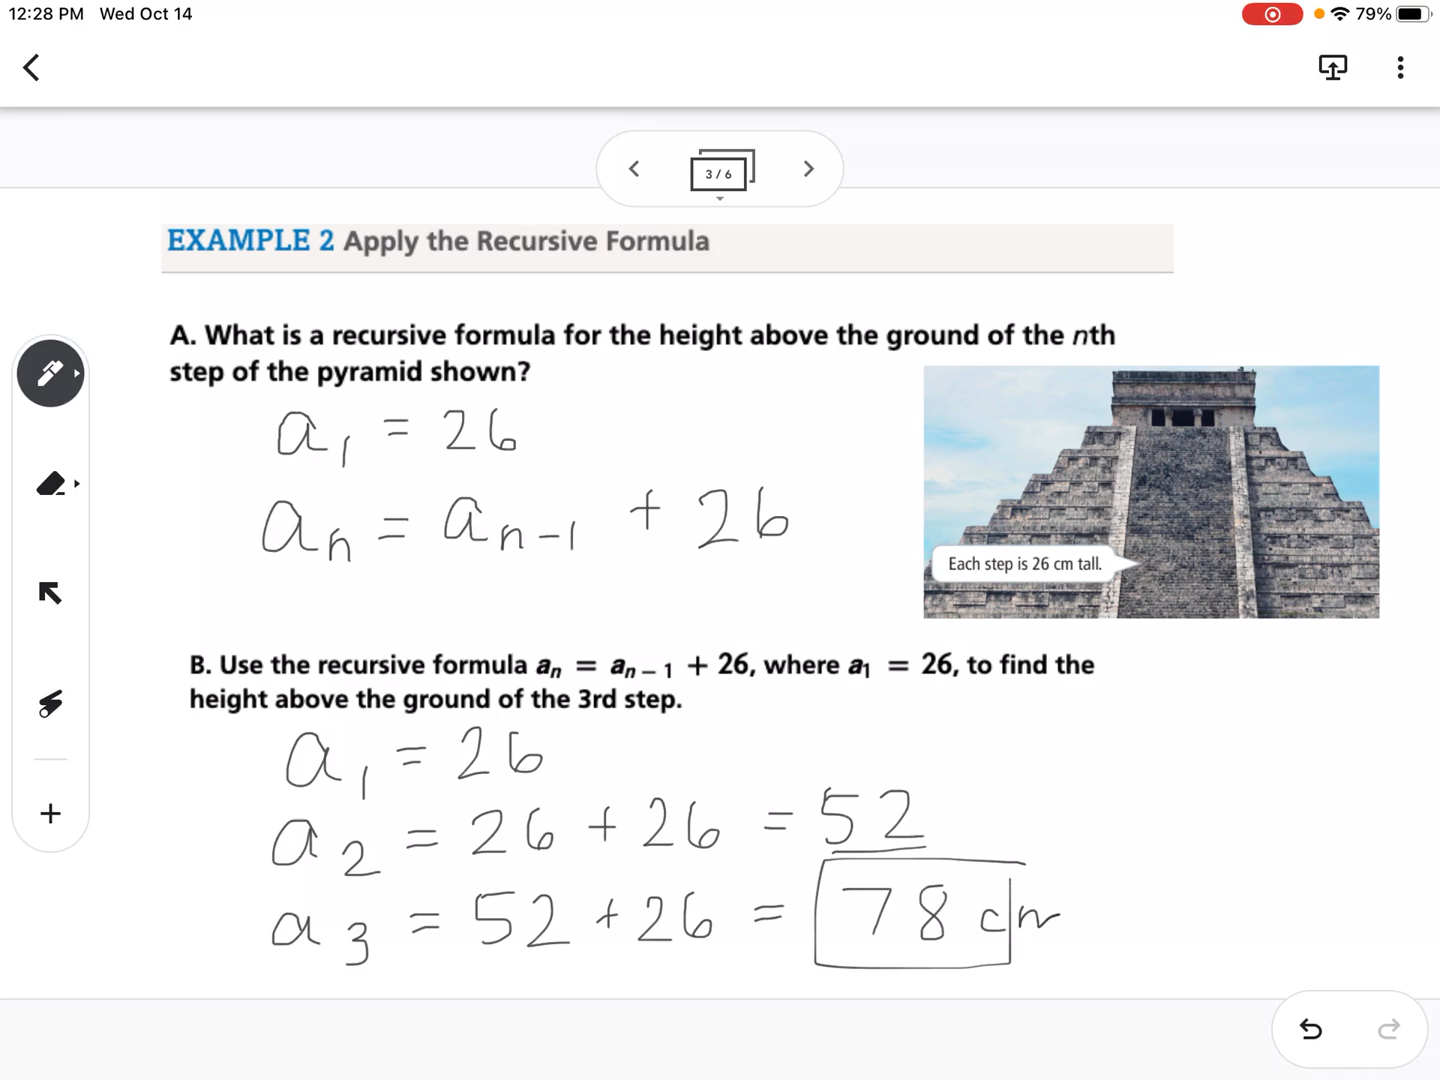 12:28 PM Wed Oct 14
79%
3 / 6
EXAMPLE 2 Apply the Recursive Formula
A. What is a recursive formula for the height above the ground of the nth
step of the pyramid shown?
a₁ = 26
aₙ = aₙ₋₁ + 26
Each step is 26 cm tall.
B. Use the recursive formula aₙ = aₙ₋₁ + 26, where a₁ = 26, to find the
height above the ground of the 3rd step.
a₁ = 26
a₂ = 26 + 26 = 52
a₃ = 52 + 26 = 78 cm